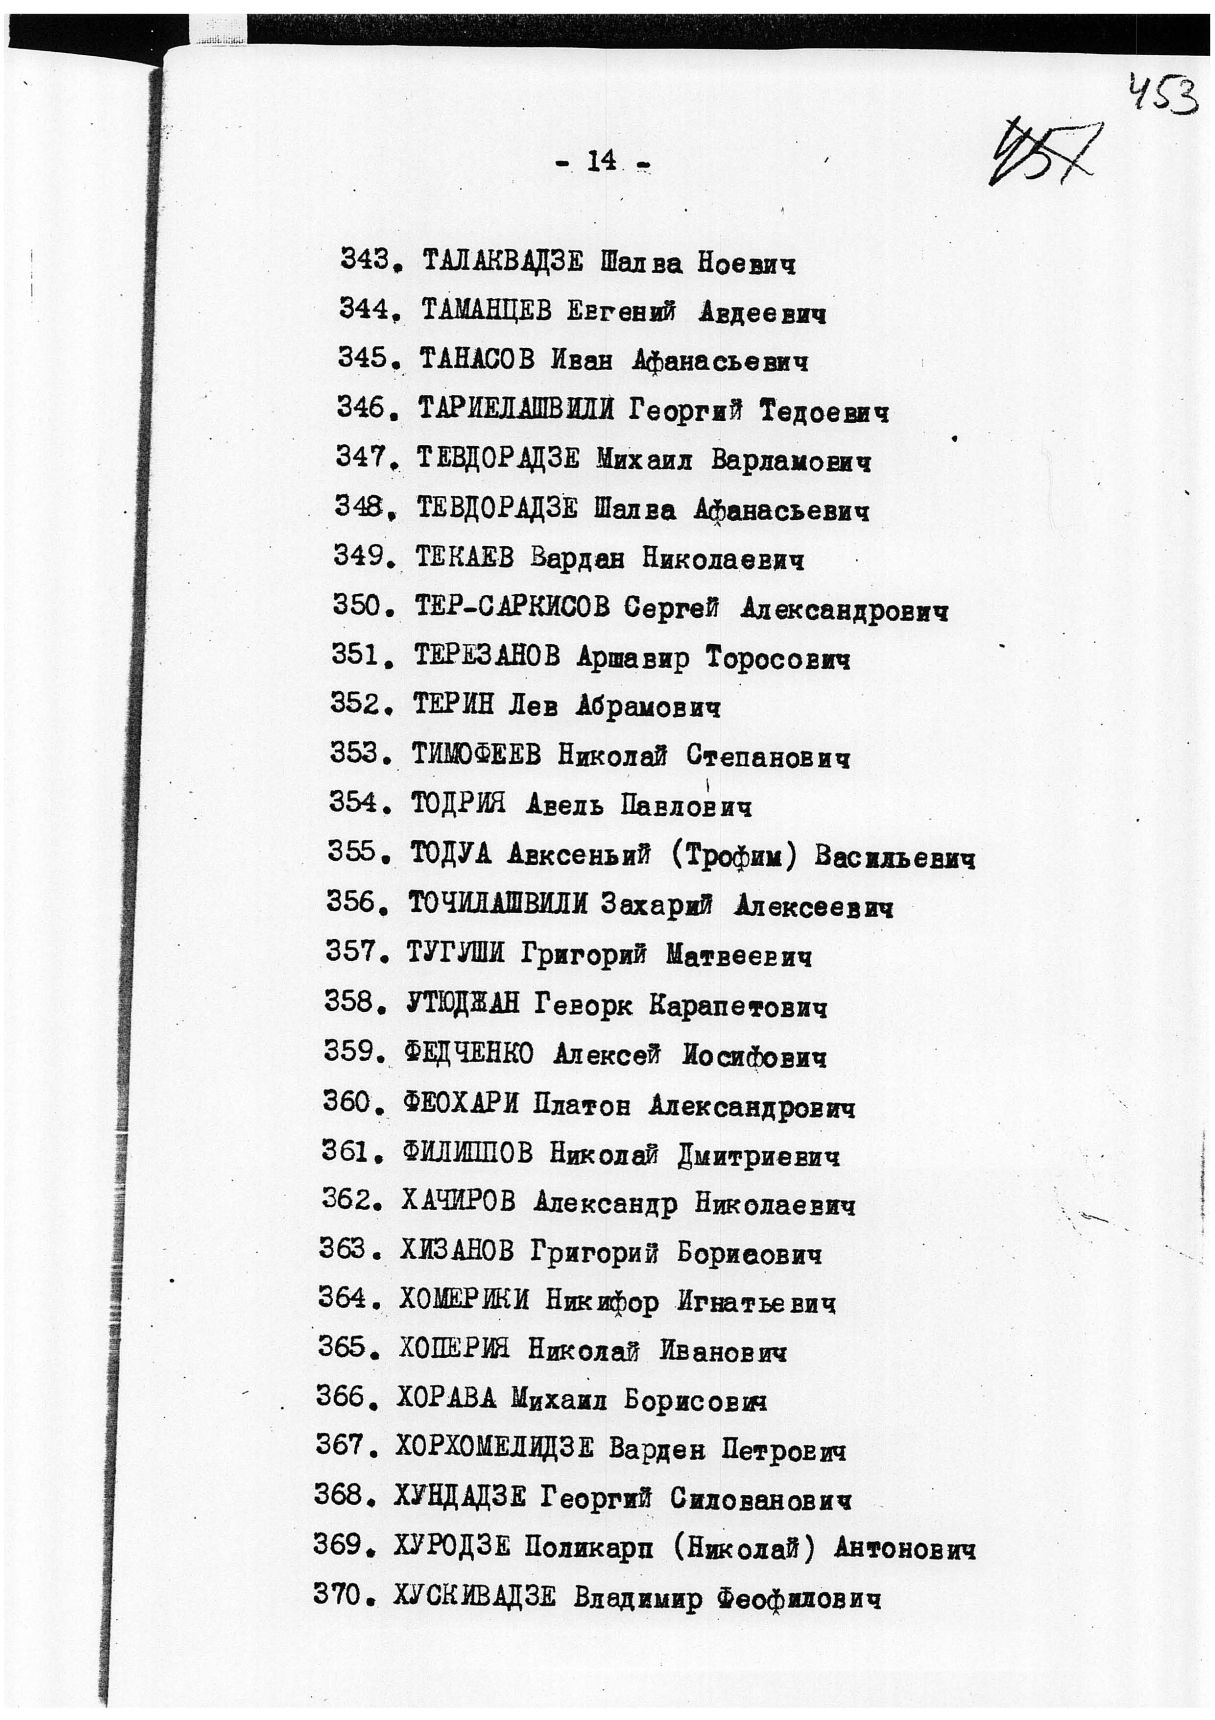 453
457
- 14 -
343. ТАЛАКВАДЗЕ Шалва Ноевич
344. ТАМАНЦЕВ Евгений Авдеевич
345. ТАНАСОВ Иван Афанасьевич
346. ТАРИЕЛАШВИЛИ Георгий Тедоевич
347. ТЕВДОРАДЗЕ Михаил Варламович
348. ТЕВДОРАДЗЕ Шалва Афанасьевич
349. ТЕКАЕВ Вардан Николаевич
350. ТЕР-САРКИСОВ Сергей Александрович
351. ТЕРЕЗАНОВ Аршавир Торосович
352. ТЕРИН Лев Абрамович
353. ТИМОФЕЕВ Николай Степанович
354. ТОДРИЯ Авель Павлович
355. ТОДУА Авксеньий (Трофим) Васильевич
356. ТОЧИЛАШВИЛИ Захарий Алексеевич
357. ТУГУШИ Григорий Матвеевич
358. УТЮДЖАН Геворк Карапетович
359. ФЕДЧЕНКО Алексей Иосифович
360. ФЕОХАРИ Платон Александрович
361. ФИЛИППОВ Николай Дмитриевич
362. ХАЧИРОВ Александр Николаевич
363. ХИЗАНОВ Григорий Борисович
364. ХОМЕРИКИ Никифор Игнатьевич
365. ХОПЕРИЯ Николай Иванович
366. ХОРАВА Михаил Борисович
367. ХОРХОМЕЛИДЗЕ Варден Петрович
368. ХУНДАДЗЕ Георгий Силованович
369. ХУРОДЗЕ Поликарп (Николай) Антонович
370. ХУСКИВАДЗЕ Владимир Феофилович